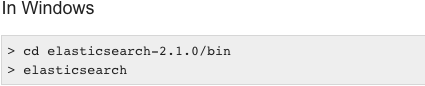 In Windows
> cd elasticsearch-2.1.0/bin
> elasticsearch